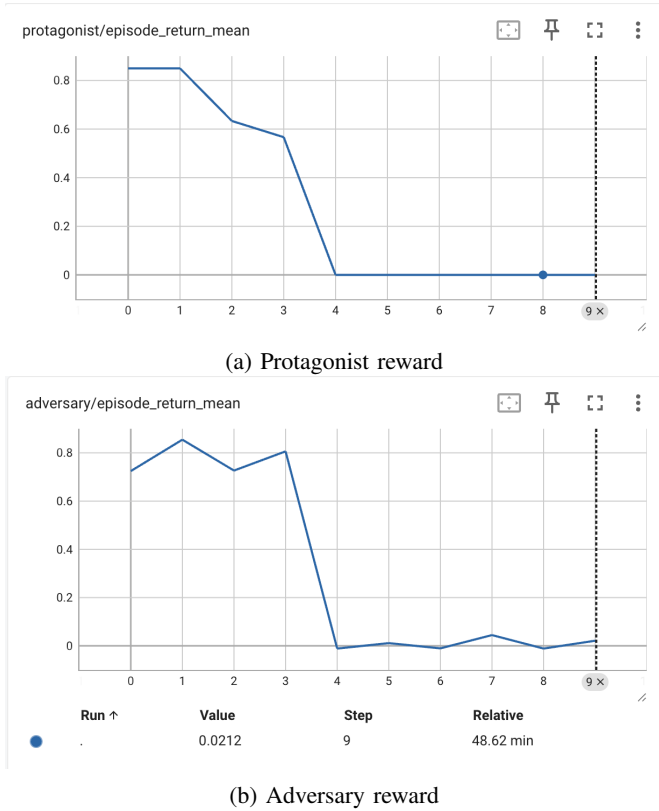 protagonist/episode_return_mean
0.8
0.6
0.4
0.2
0
0 1 2 3 4 5 6 7 8 9 ×
(a) Protagonist reward
adversary/episode_return_mean
0.8
0.6
0.4
0.2
0
0 1 2 3 4 5 6 7 8 9 ×
Run ↑ Value Step Relative
. 0.0212 9 48.62 min
(b) Adversary reward